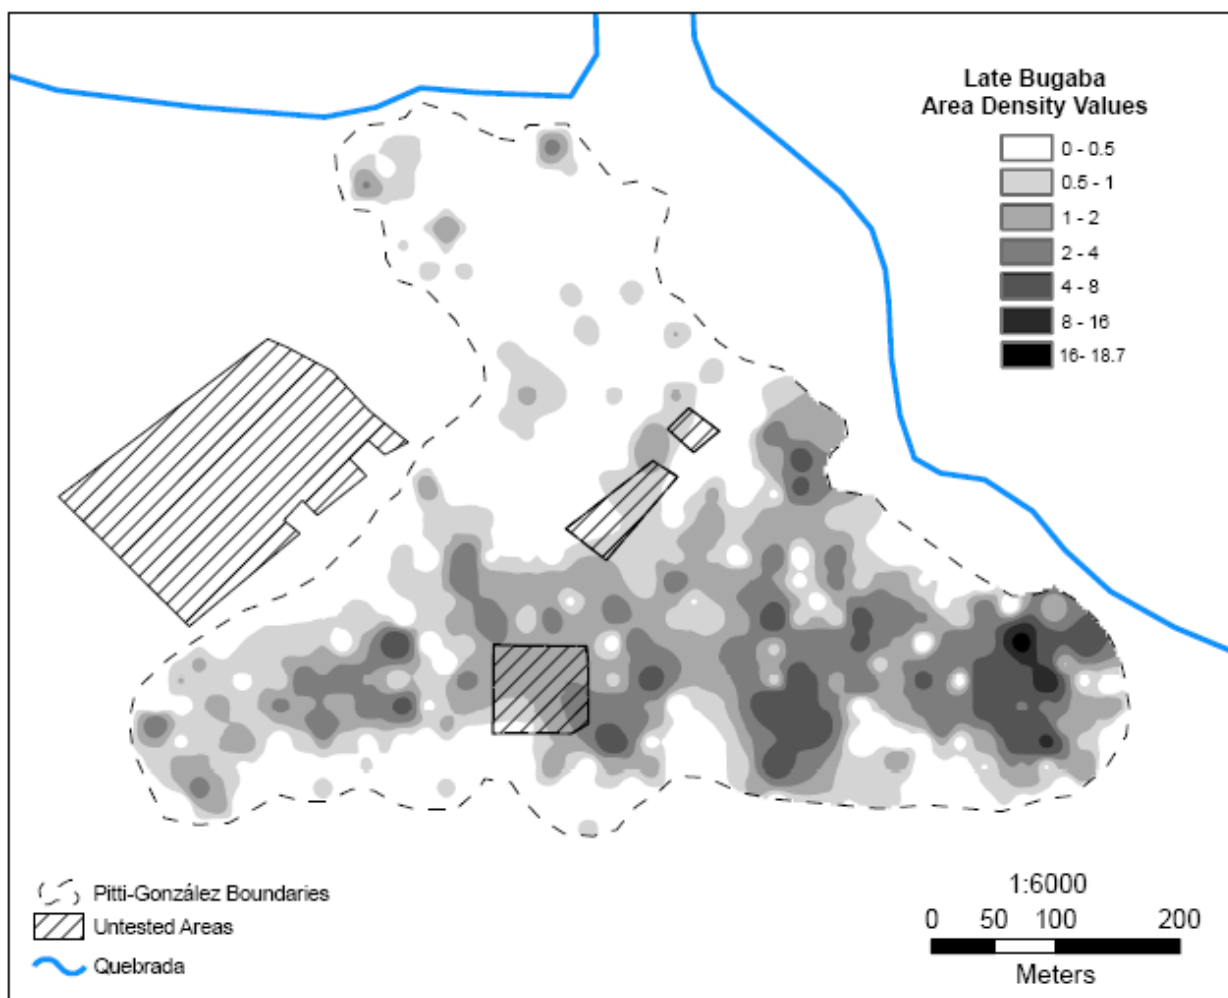 Late Bugaba
Area Density Values
0 - 0.5
0.5 - 1
1 - 2
2 - 4
4 - 8
8 - 16
16- 18.7
Pitti-González Boundaries
Untested Areas
Quebrada
1:6000
0 50 100 200
Meters